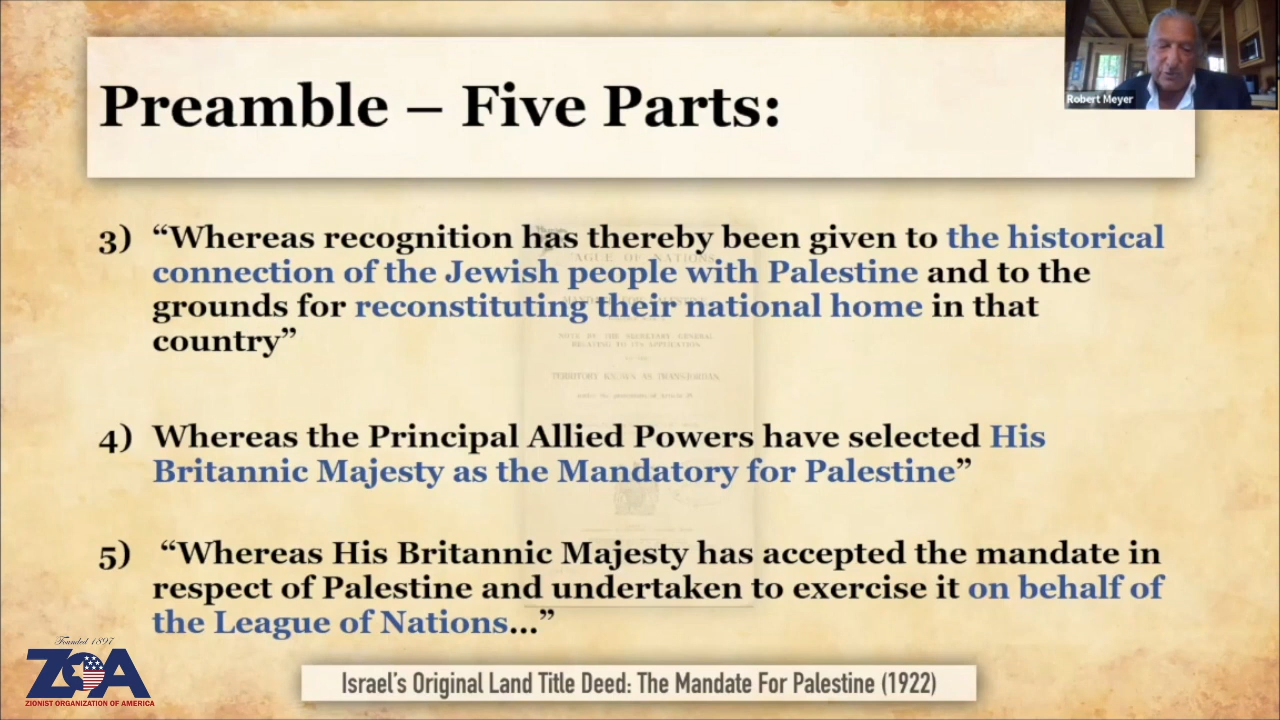 Robert Meyer
Preamble – Five Parts:
3) “Whereas recognition has thereby been given to the historical
connection of the Jewish people with Palestine and to the
grounds for reconstituting their national home in that
country”
4) Whereas the Principal Allied Powers have selected His
Britannic Majesty as the Mandatory for Palestine”
5) “Whereas His Britannic Majesty has accepted the mandate in
respect of Palestine and undertaken to exercise it on behalf of
the League of Nations...”
Founded 1897
ZOA
ZIONIST ORGANIZATION OF AMERICA
Israel’s Original Land Title Deed: The Mandate For Palestine (1922)